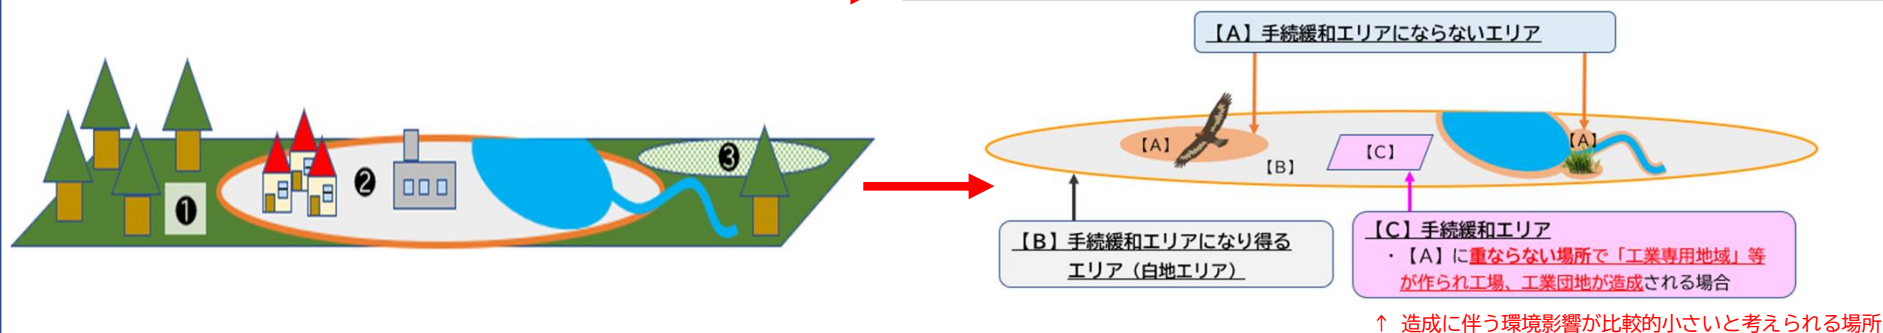 ❶
❷
❸
【A】手続緩和エリアにならないエリア
【A】
【B】
【C】
【A】
【B】手続緩和エリアになり得る
エリア（白地エリア）
【C】手続緩和エリア
・【A】に重ならない場所で「工業専用地域」等
が作られ工場、工業団地が造成される場合
↑ 造成に伴う環境影響が比較的小さいと考えられる場所